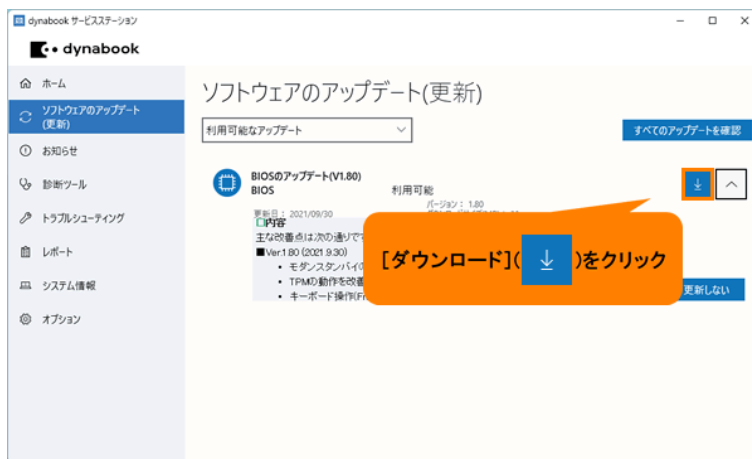 dynabook サービスステーション
dynabook
ホーム
ソフトウェアのアップデート
(更新)
お知らせ
診断ツール
トラブルシューティング
レポート
システム情報
オプション
ソフトウェアのアップデート(更新)
利用可能なアップデート
すべてのアップデートを確認
BIOSのアップデート(V1.80)
BIOS
利用可能
バージョン： 1.80
更新日： 2021/09/30
□内容
主な改善点は次の通りです
■Ver1.80 (2021.9.30)
• モダンスタンバイの
• TPMの動作を改善
• キーボード操作(Fn
[ダウンロード]( )をクリック
更新しない